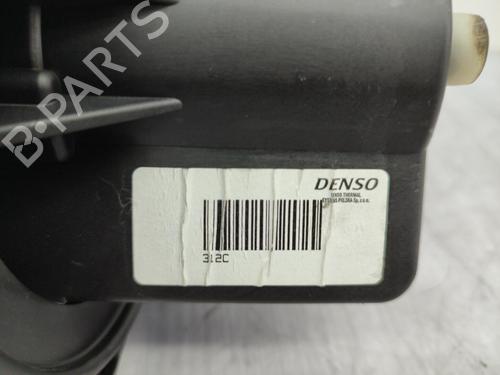 B-PARTS
DENSO
DENSO THERMAL
SYSTEMS POLSKA Sp. z o.o.
312C